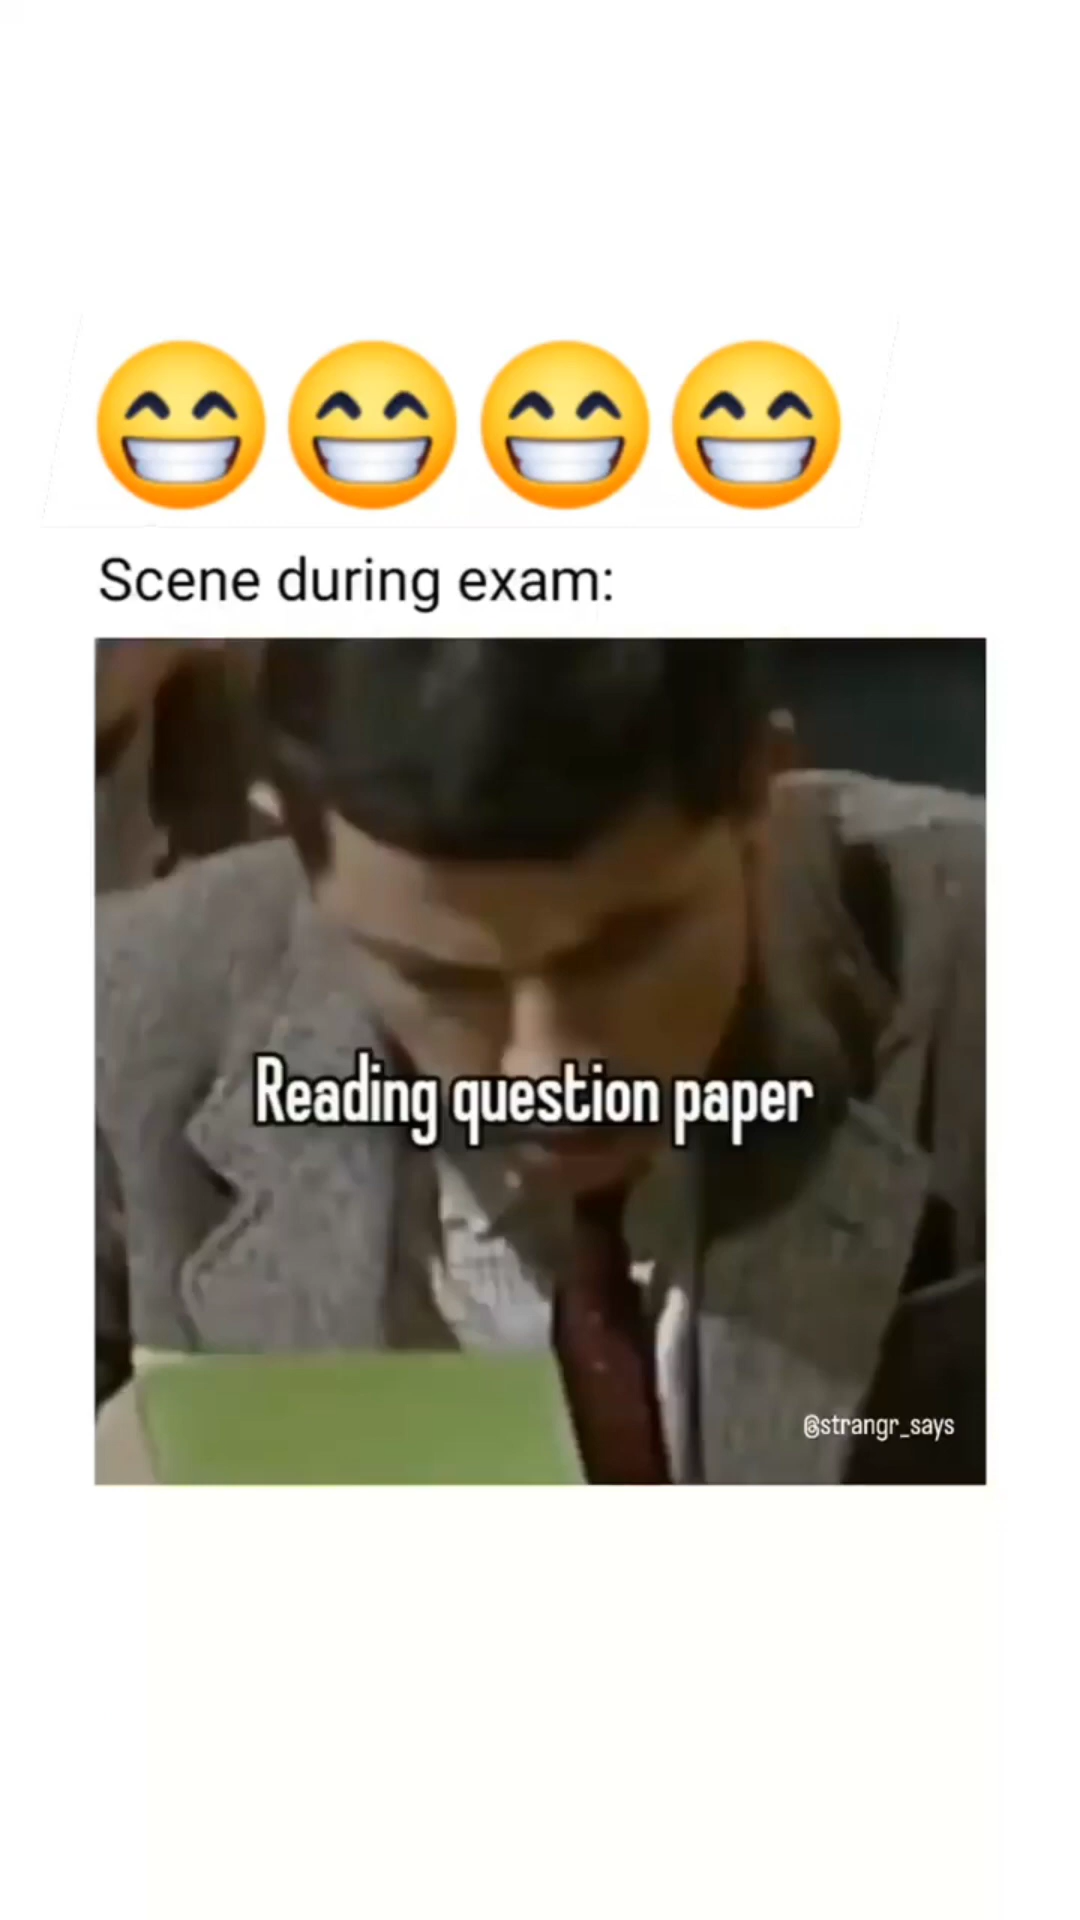 😁😁😁😁
Scene during exam:
Reading question paper
@strangr_says